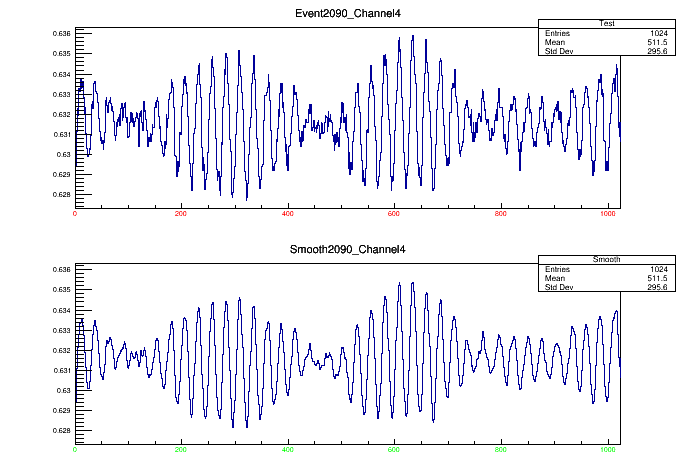 Event2090_Channel4
Test
Entries 1024
Mean 511.5
Std Dev 295.6
0.636
0.635
0.634
0.633
0.632
0.631
0.63
0.629
0.628
0 200 400 600 800 1000
Smooth2090_Channel4
Smooth
Entries 1024
Mean 511.5
Std Dev 295.6
0.636
0.635
0.634
0.633
0.632
0.631
0.63
0.629
0.628
0 200 400 600 800 1000